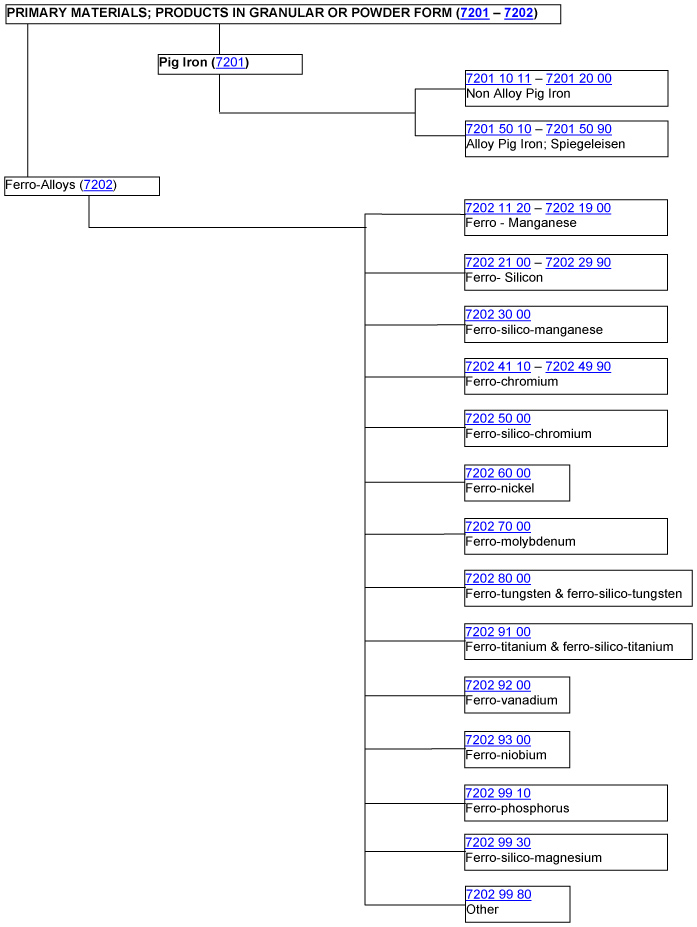 PRIMARY MATERIALS; PRODUCTS IN GRANULAR OR POWDER FORM (7201 – 7202)
Pig Iron (7201)
7201 10 11 – 7201 20 00
Non Alloy Pig Iron
7201 50 10 – 7201 50 90
Alloy Pig Iron; Spiegeleisen
Ferro-Alloys (7202)
7202 11 20 – 7202 19 00
Ferro - Manganese
7202 21 00 – 7202 29 90
Ferro- Silicon
7202 30 00
Ferro-silico-manganese
7202 41 10 – 7202 49 90
Ferro-chromium
7202 50 00
Ferro-silico-chromium
7202 60 00
Ferro-nickel
7202 70 00
Ferro-molybdenum
7202 80 00
Ferro-tungsten & ferro-silico-tungsten
7202 91 00
Ferro-titanium & ferro-silico-titanium
7202 92 00
Ferro-vanadium
7202 93 00
Ferro-niobium
7202 99 10
Ferro-phosphorus
7202 99 30
Ferro-silico-magnesium
7202 99 80
Other